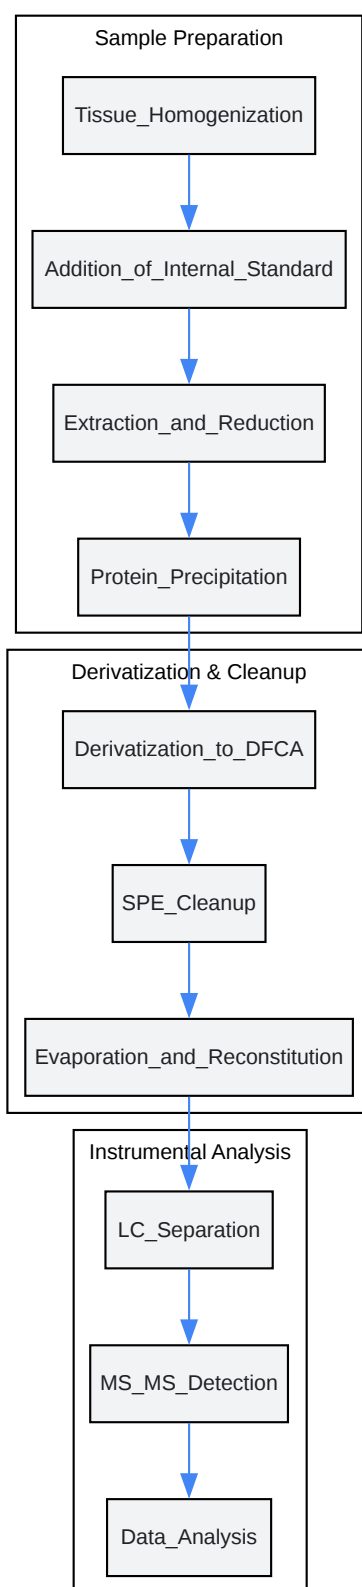 Sample Preparation
Tissue_Homogenization
Addition_of_Internal_Standard
Extraction_and_Reduction
Protein_Precipitation
Derivatization & Cleanup
Derivatization_to_DFCA
SPE_Cleanup
Evaporation_and_Reconstitution
Instrumental Analysis
LC_Separation
MS_MS_Detection
Data_Analysis